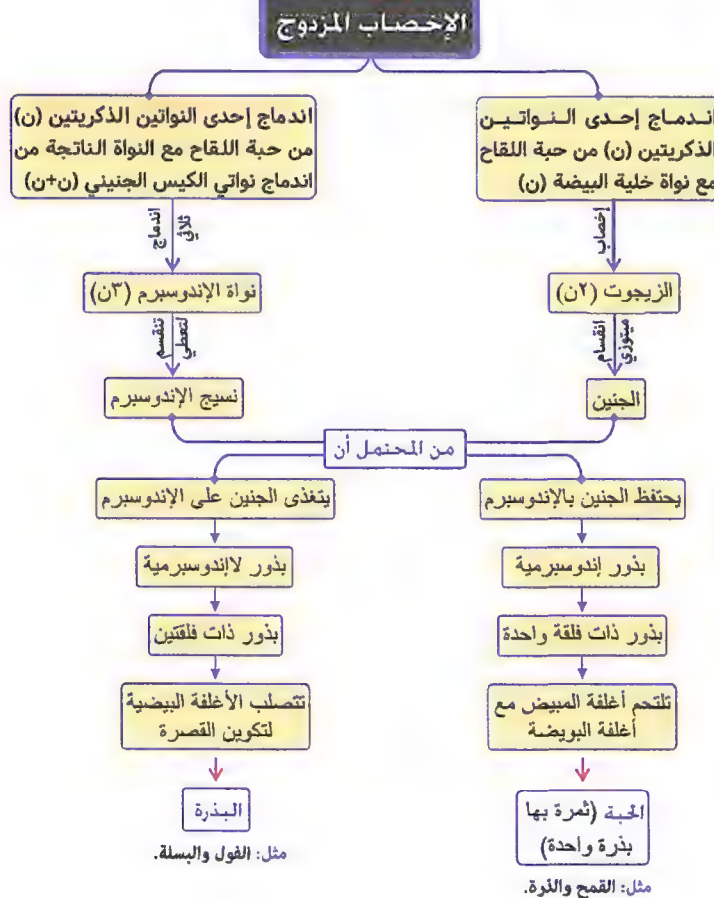 الإخصاب المزدوج
اندماج إحدى النواتين
الذكريتين (ن) من حبة اللقاح
مع نواة خلية البيضة (ن)
اندماج إحدى النواتين الذكريتين (ن)
من حبة اللقاح مع النواة الناتجة من
اندماج نواتي الكيس الجنيني (ن+ن)
إخصاب
اندماج
ثلاثي
الزيجوت (٢ن)
نواة الإندوسبرم (٣ن)
انقسام
ميتوزي
تنقسم
لتعطي
الجنين
نسيج الإندوسبرم
من المحتمل أن
يحتفظ الجنين بالإندوسبرم
يتغذى الجنين على الإندوسبرم
بذور إندوسبرمية
بذور لاإندوسبرمية
بذور ذات فلقة واحدة
بذور ذات فلقتين
تلتحم أغلفة المبيض مع
أغلفة البويضة
تتصلب الأغلفة البيضية
لتكوين القصرة
الحبة (ثمرة بها
بذرة واحدة)
مثل: القمح والذرة.
البذرة
مثل: الفول والبسلة.